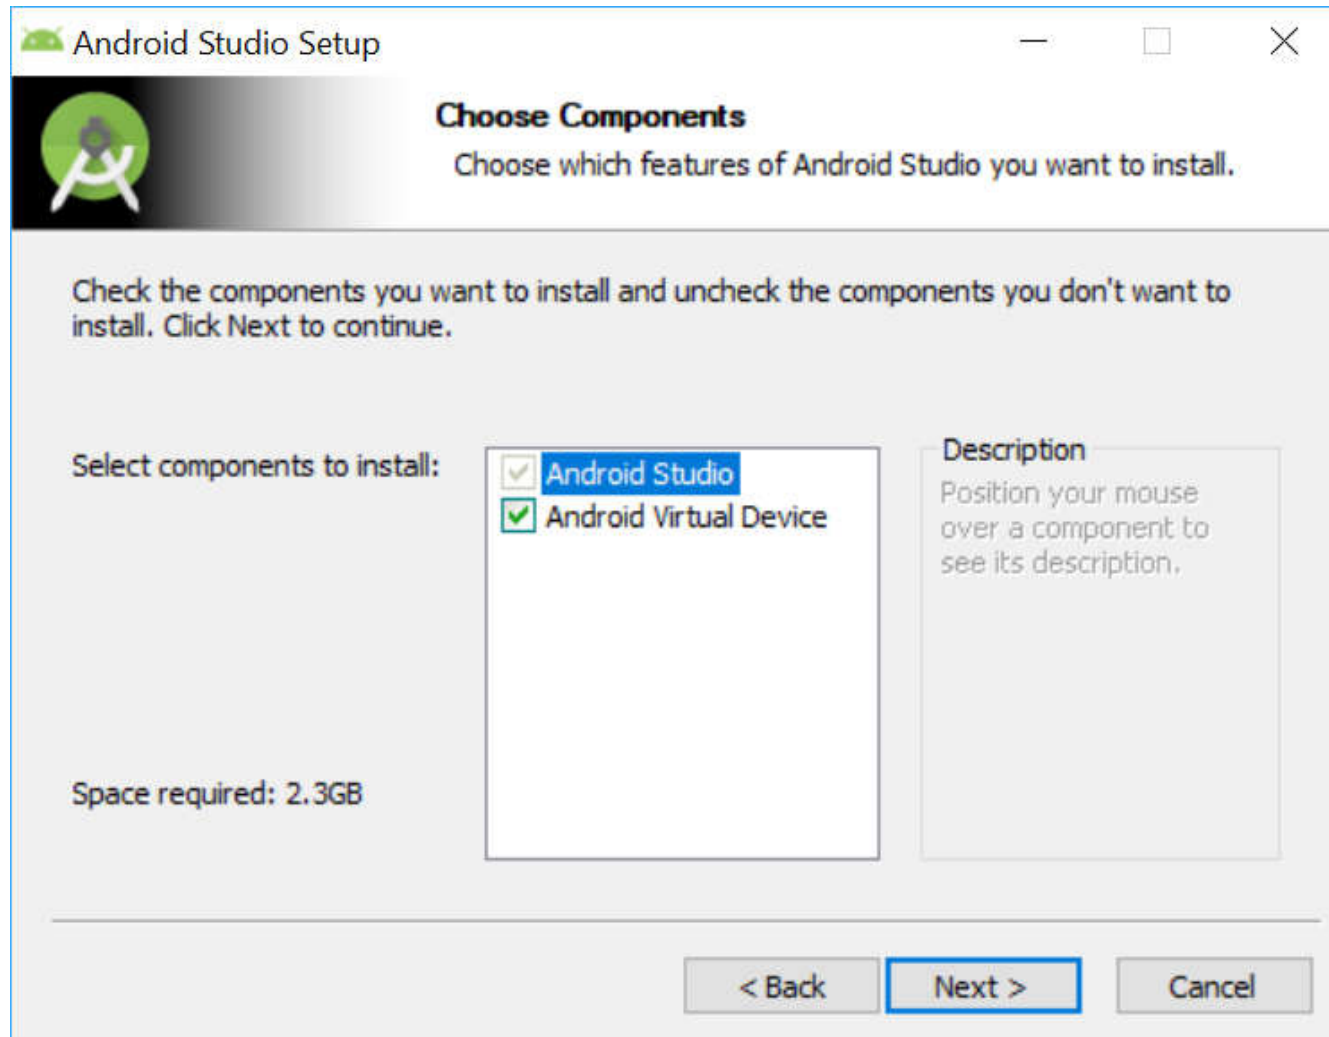 Android Studio Setup
Choose Components
Choose which features of Android Studio you want to install.
Check the components you want to install and uncheck the components you don't want to
install. Click Next to continue.
Select components to install:
Android Studio
Android Virtual Device
Description
Position your mouse
over a component to
see its description.
Space required: 2.3GB
< Back
Next >
Cancel